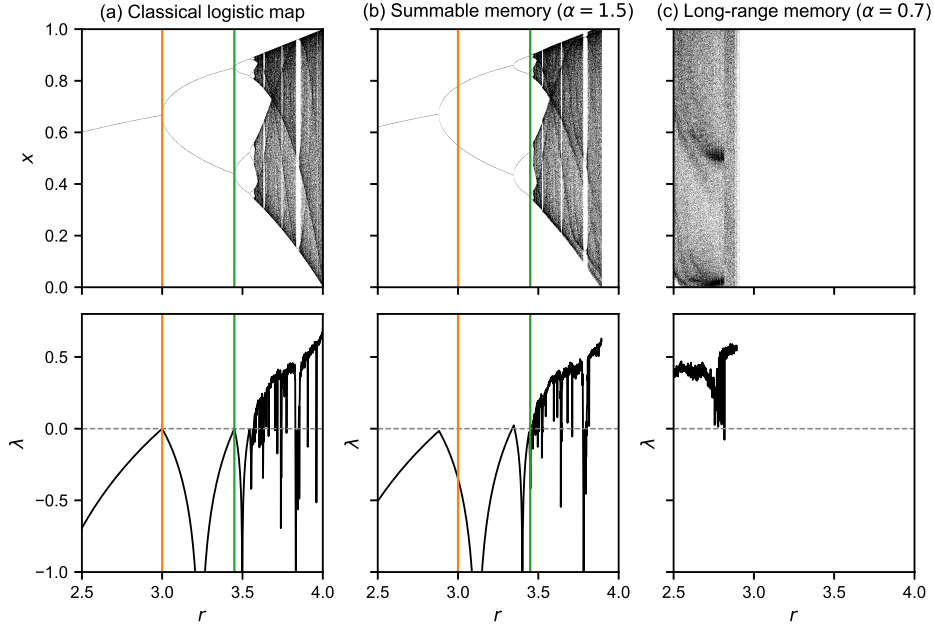 (a) Classical logistic map
(b) Summable memory (α = 1.5)
(c) Long-range memory (α = 0.7)
1.0
0.8
0.6
0.4
0.2
0.0
x
0.5
0.0
−0.5
−1.0
λ
λ
λ
2.5 3.0 3.5 4.0
2.5 3.0 3.5 4.0
2.5 3.0 3.5 4.0
r
r
r